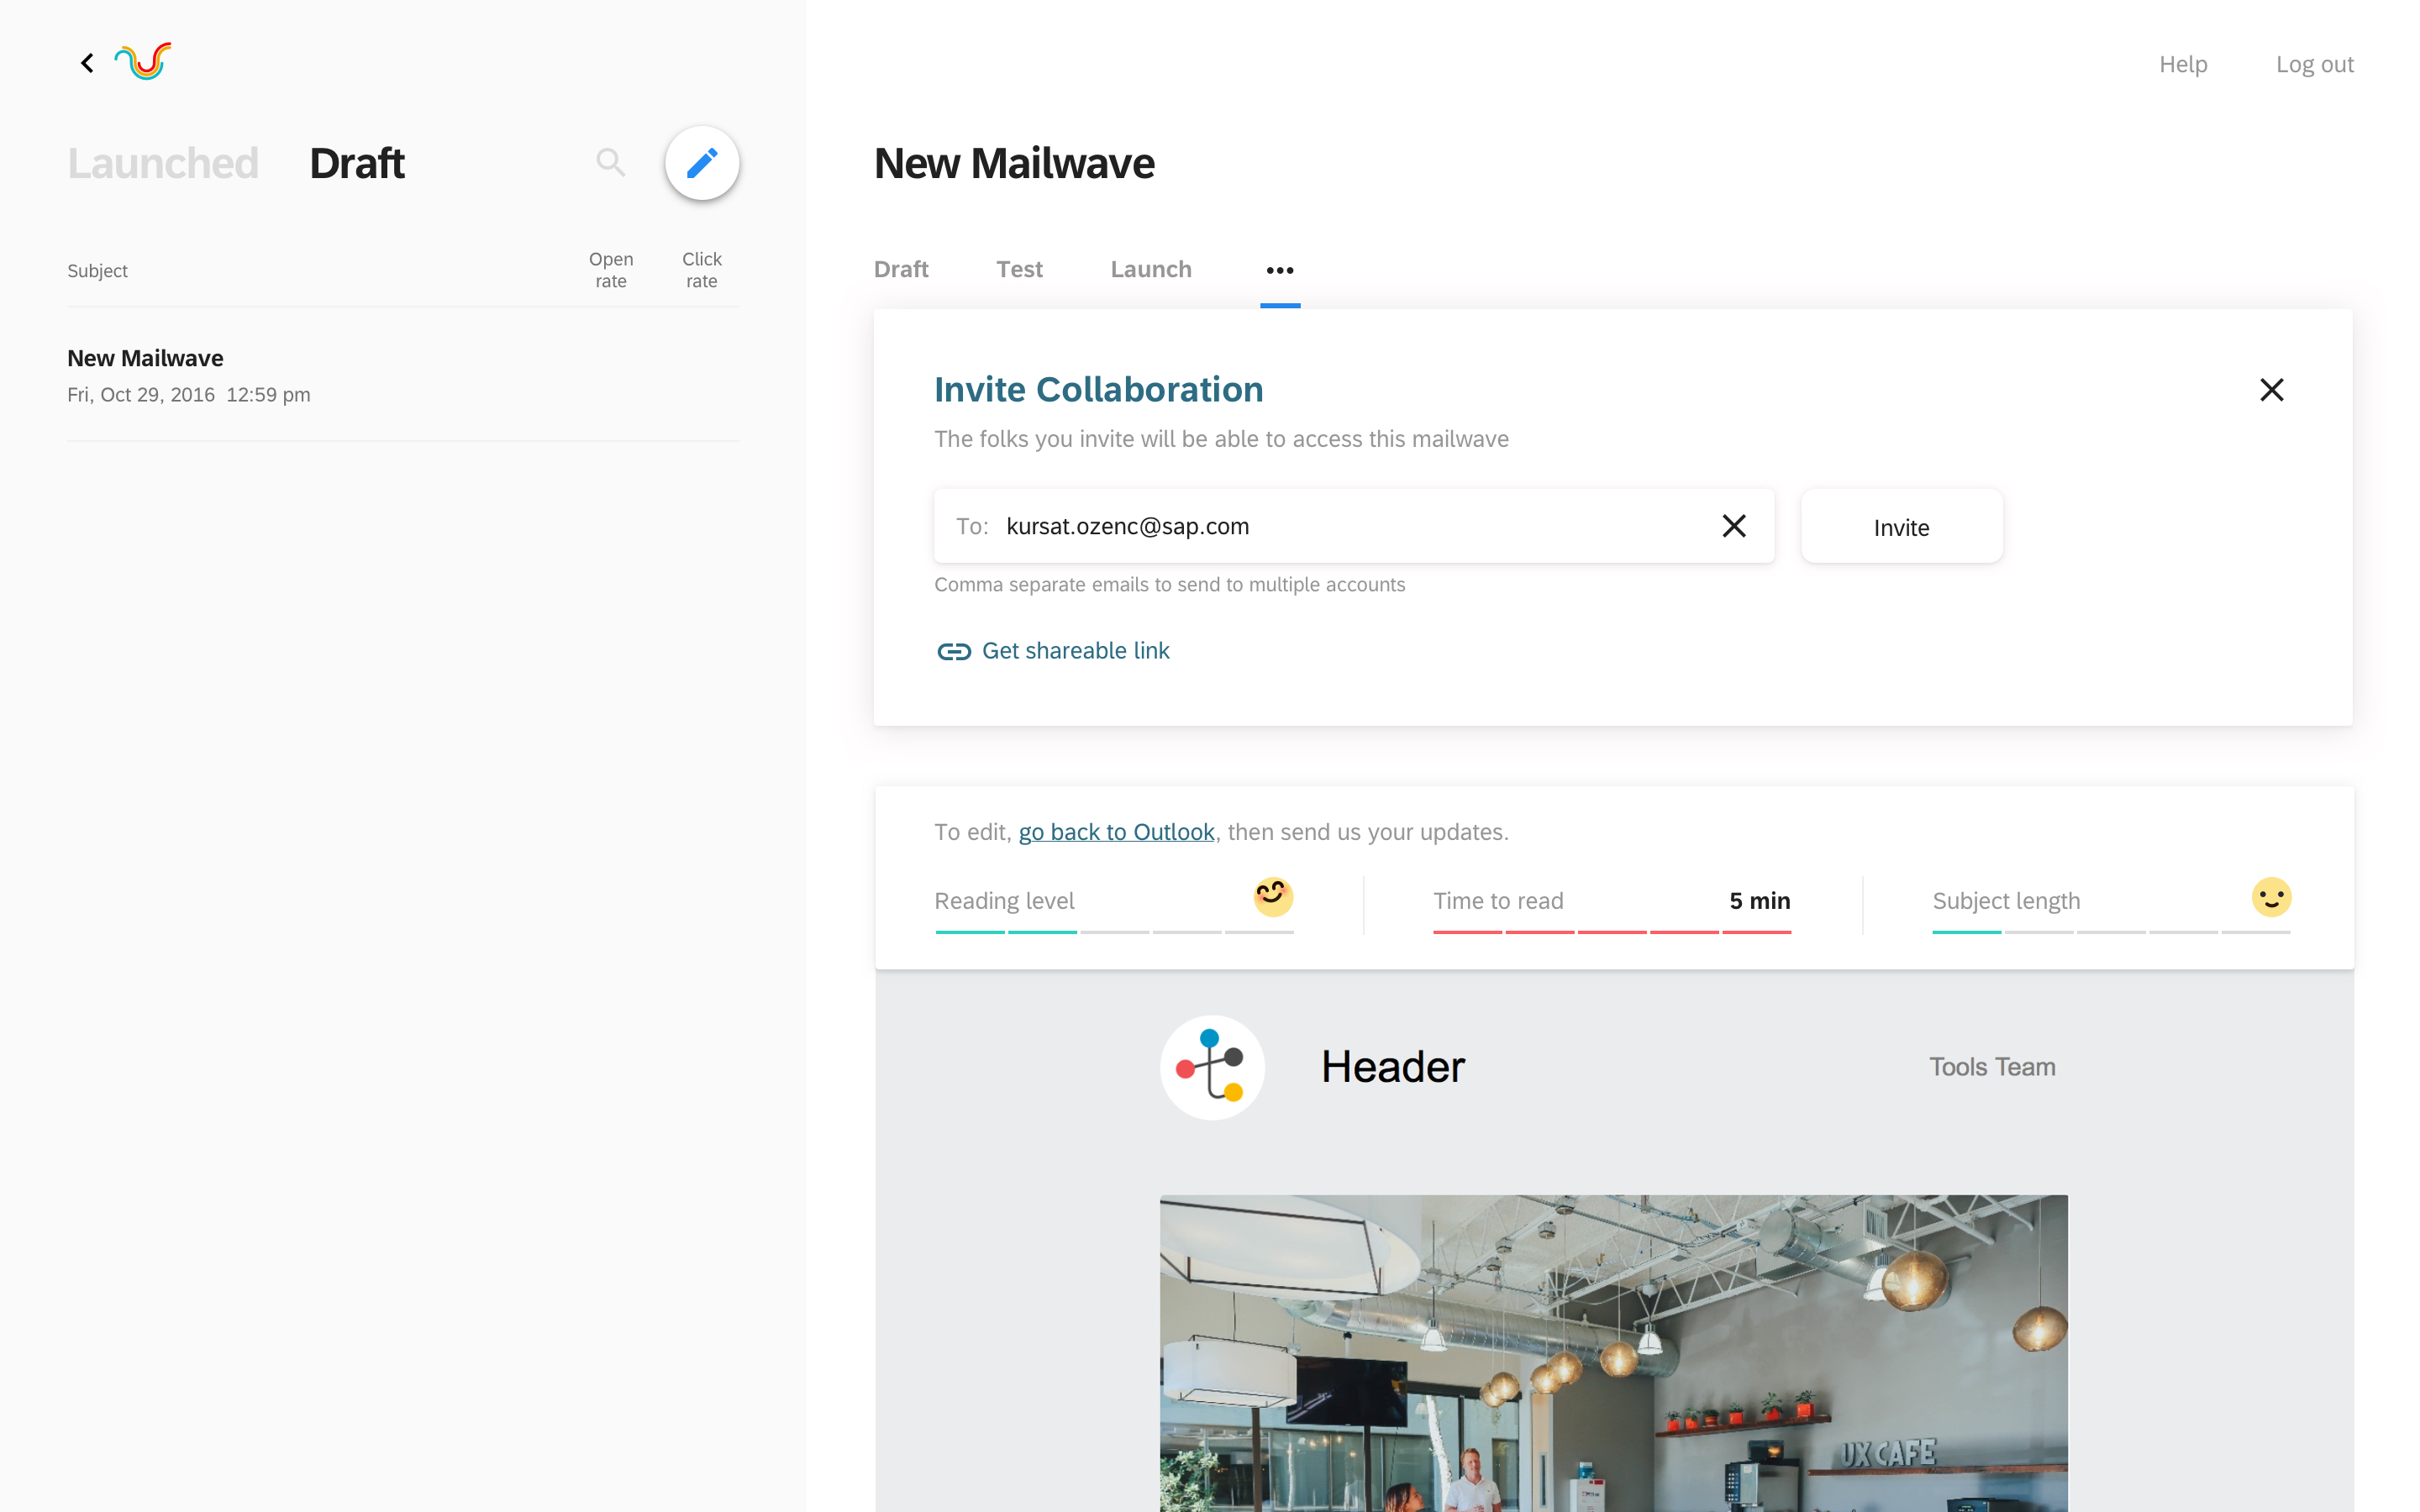 Help
Log out
Launched
Draft
New Mailwave
Subject
Open
rate
Click
rate
Draft
Test
Launch
•••
New Mailwave
Fri, Oct 29, 2016  12:59 pm
Invite Collaboration
The folks you invite will be able to access this mailwave
To: kursat.ozenc@sap.com
Invite
Comma separate emails to send to multiple accounts
Get shareable link
To edit, go back to Outlook, then send us your updates.
Reading level
Time to read
5 min
Subject length
Header
Tools Team
UX CAFE